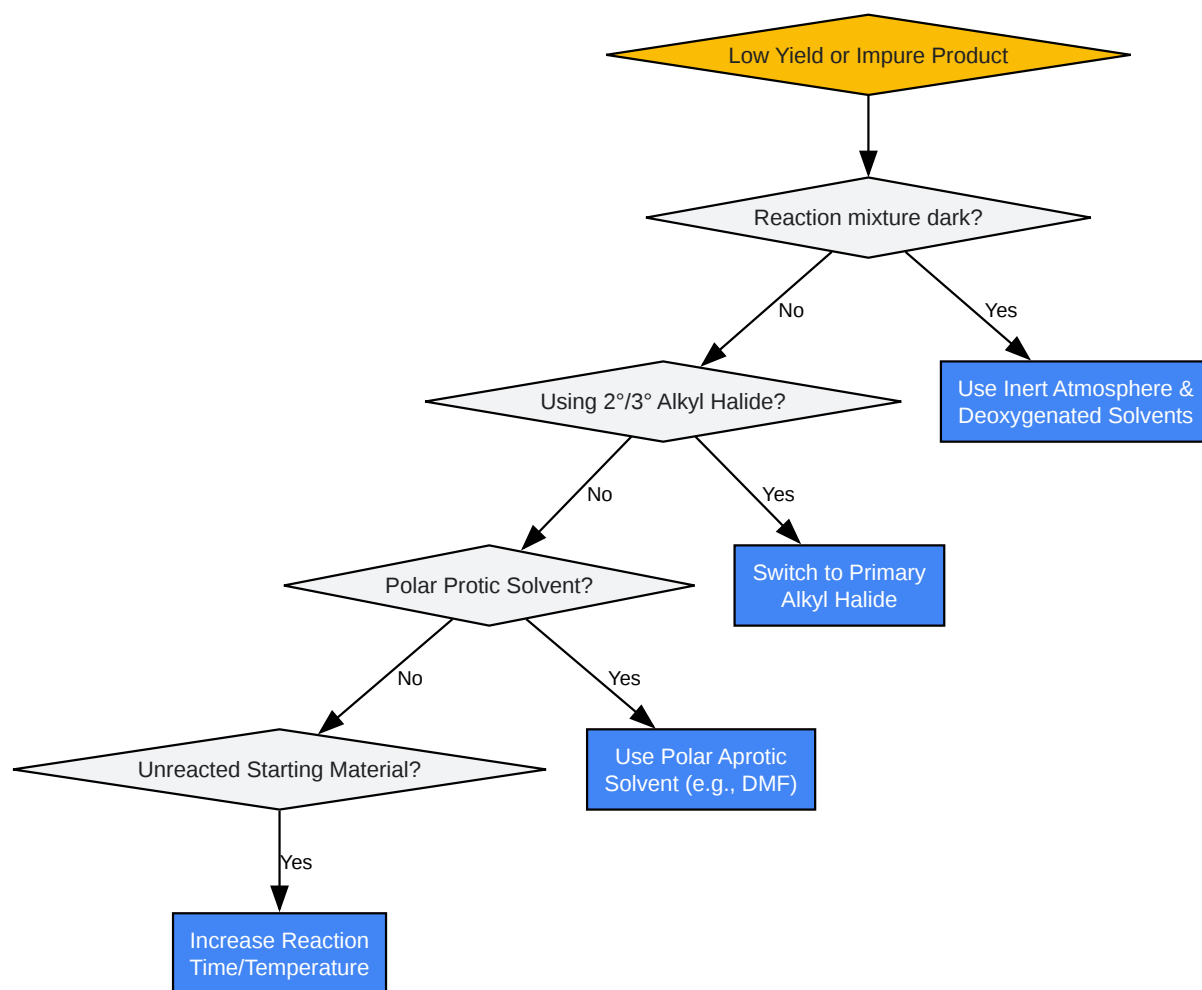 Low Yield or Impure Product
Reaction mixture dark?
No
Yes
Using 2°/3° Alkyl Halide?
Use Inert Atmosphere &
Deoxygenated Solvents
No
Yes
Polar Protic Solvent?
Switch to Primary
Alkyl Halide
No
Yes
Unreacted Starting Material?
Use Polar Aprotic
Solvent (e.g., DMF)
Yes
Increase Reaction
Time/Temperature